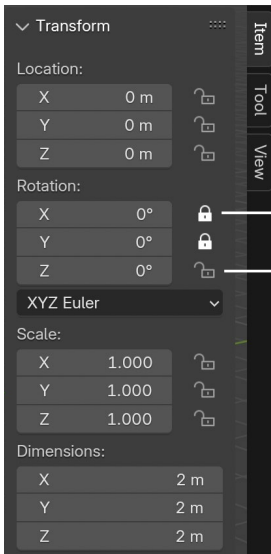 Transform
Location:
X 0 m
Y 0 m
Z 0 m
Rotation:
X 0°
Y 0°
Z 0°
XYZ Euler
Scale:
X 1.000
Y 1.000
Z 1.000
Dimensions:
X 2 m
Y 2 m
Z 2 m
Item
Tool
View